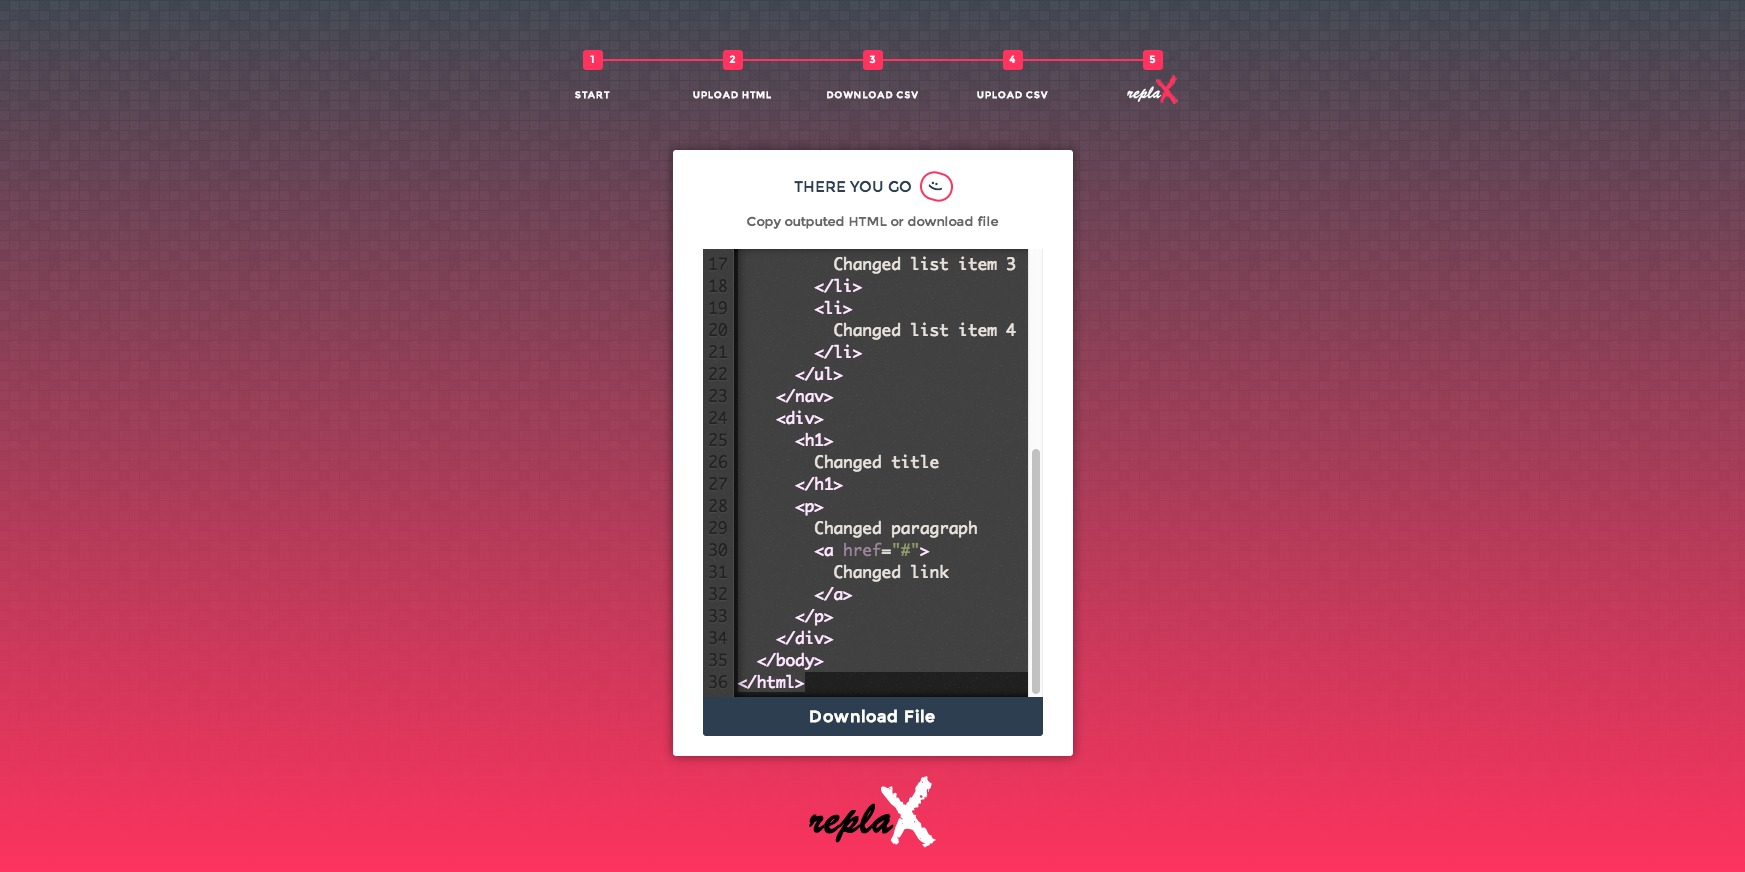 1 2 3 4 5
START UPLOAD HTML DOWNLOAD CSV UPLOAD CSV replaX
THERE YOU GO
Copy outputed HTML or download file
17 Changed list item 3
18 </li>
19 <li>
20 Changed list item 4
21 </li>
22 </ul>
23 </nav>
24 <div>
25 <h1>
26 Changed title
27 </h1>
28 <p>
29 Changed paragraph
30 <a href="#">
31 Changed link
32 </a>
33 </p>
34 </div>
35 </body>
36 </html>
Download File
replaX